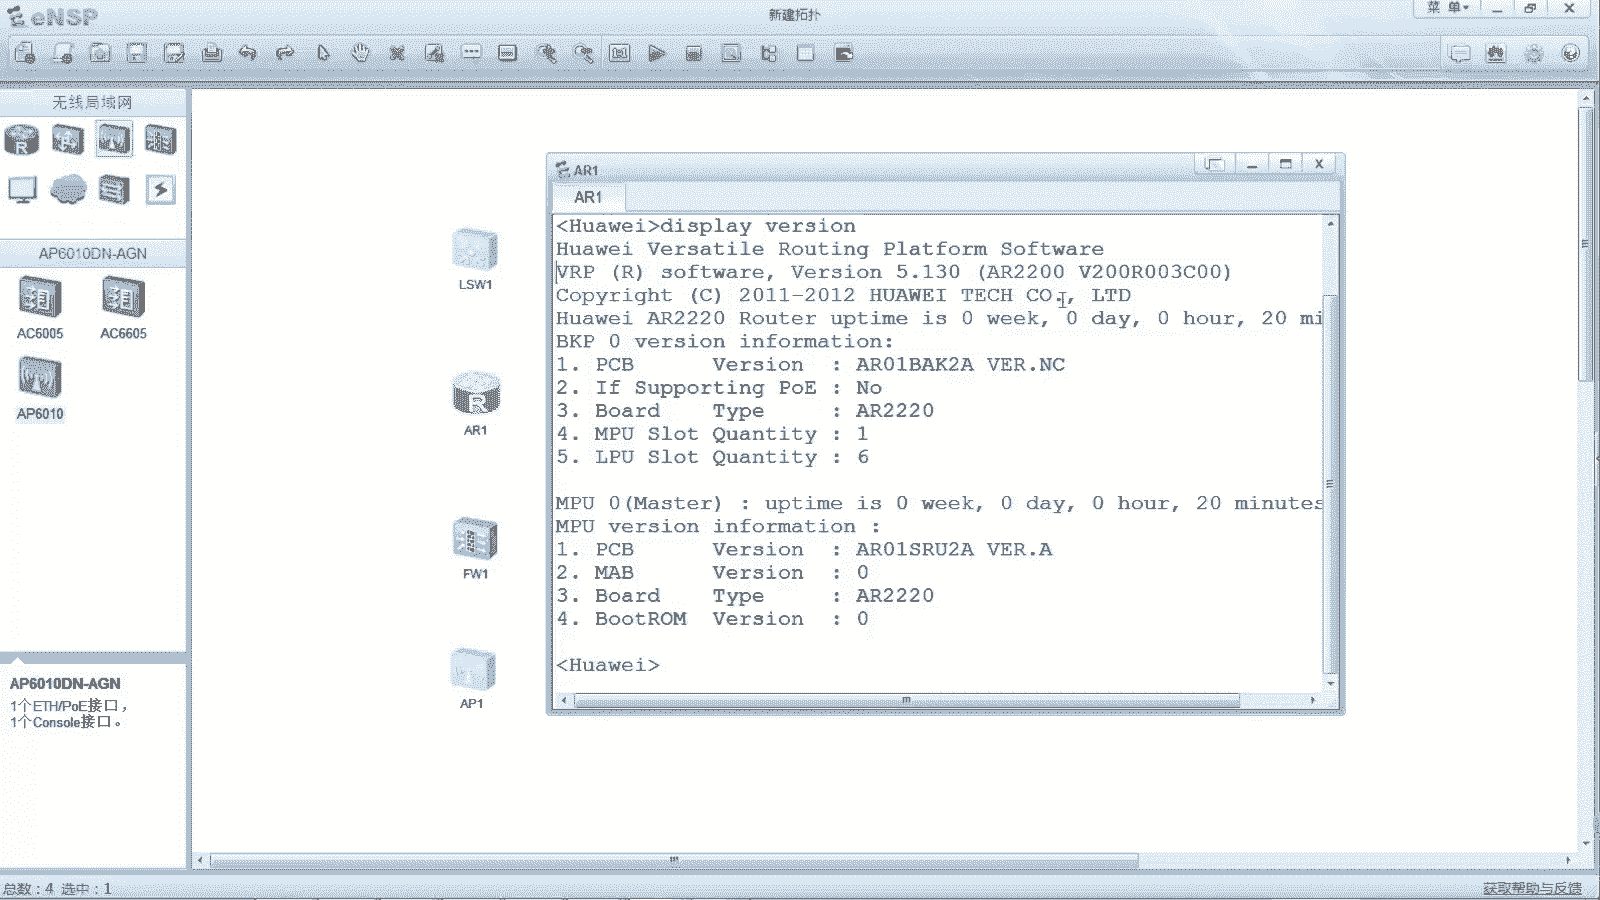 eNSP
新建拓扑
菜 单
无线局域网
AP6010DN-AGN
AC6005
AC6605
AP6010
AP6010DN-AGN
1个ETH/PoE接口，
1个Console接口。
LSW1
AR1
FW1
AP1
AR1
AR1
<Huawei>display version
Huawei Versatile Routing Platform Software
VRP (R) software, Version 5.130 (AR2200 V200R003C00)
Copyright (C) 2011-2012 HUAWEI TECH CO., LTD
Huawei AR2220 Router uptime is 0 week, 0 day, 0 hour, 20 mi
BKP 0 version information:
1. PCB      Version  : AR01BAK2A VER.NC
2. If Supporting PoE : No
3. Board    Type     : AR2220
4. MPU Slot Quantity : 1
5. LPU Slot Quantity : 6
MPU 0(Master) : uptime is 0 week, 0 day, 0 hour, 20 minutes
MPU version information :
1. PCB      Version  : AR01SRU2A VER.A
2. MAB      Version  : 0
3. Board    Type     : AR2220
4. BootROM  Version  : 0
<Huawei>
总数：4 选中：1
获取帮助与反馈